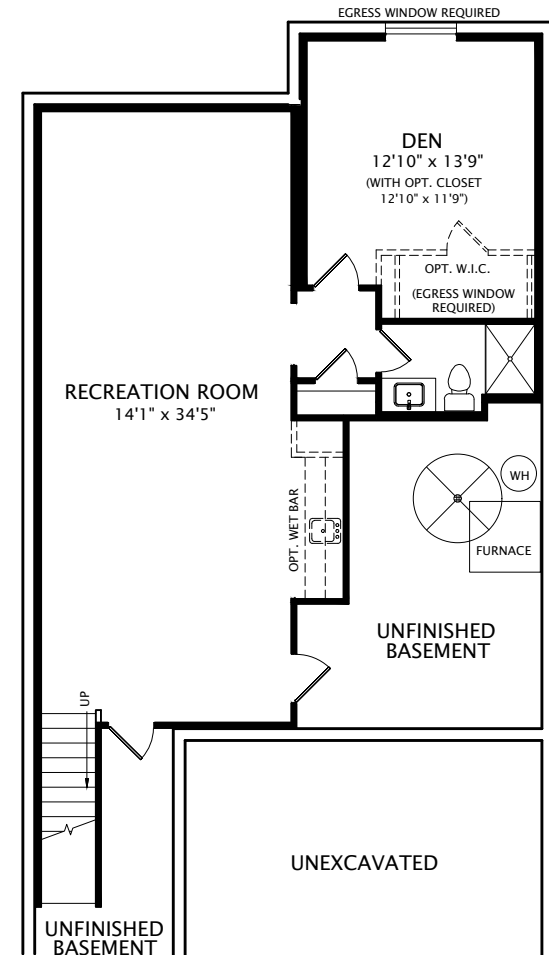 EGRESS WINDOW REQUIRED
DEN
12'10" x 13'9"
(WITH OPT. CLOSET
12'10" x 11'9")
OPT. W.I.C.
(EGRESS WINDOW
REQUIRED)
RECREATION ROOM
14'1" x 34'5"
OPT. WET BAR
WH
FURNACE
UNFINISHED
BASEMENT
UP
UNEXCAVATED
UNFINISHED
BASEMENT